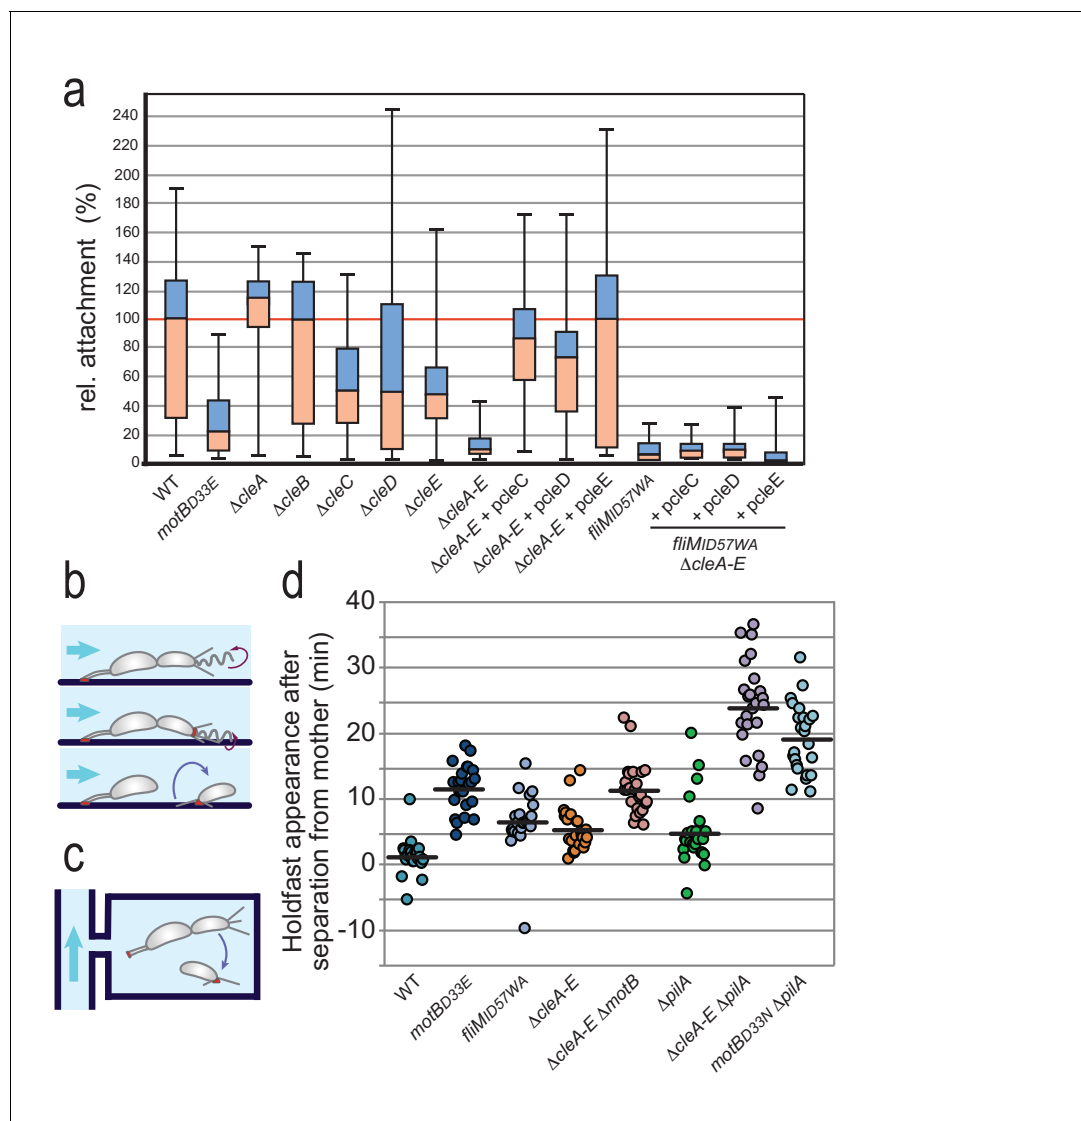 a
rel. attachment (%)
240
220
200
180
160
140
120
100
80
60
40
20
0
WT
motBD33E
ΔcleA
ΔcleB
ΔcleC
ΔcleD
ΔcleE
ΔcleA-E
ΔcleA-E + pcleC
ΔcleA-E + pcleD
ΔcleA-E + pcleE
fliMID57WA
+ pcleC
+ pcleD
+ pcleE
fliMID57WA
ΔcleA-E
b
c
d
Holdfast appearance after
separation from mother (min)
40
30
20
10
0
-10
WT
motBD33E
fliMID57WA
ΔcleA-E
ΔcleA-E ΔmotB
ΔpilA
ΔcleA-E ΔpilA
motBD33N ΔpilA